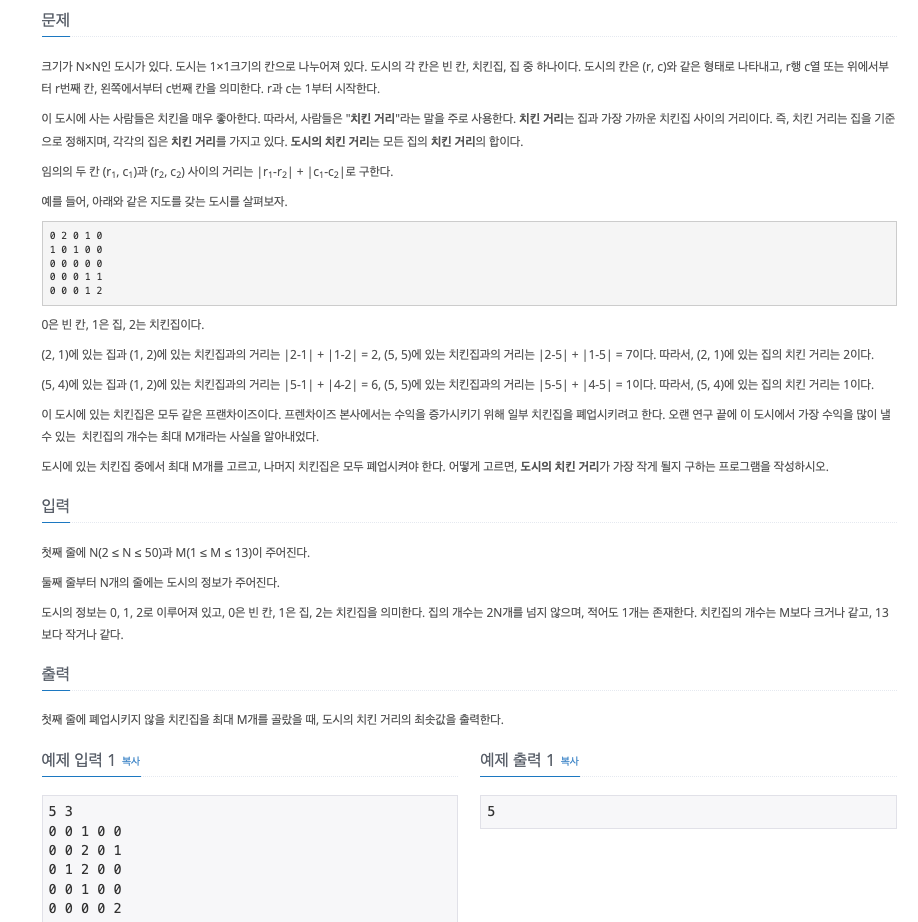 문제
크기가 N×N인 도시가 있다. 도시는 1×1크기의 칸으로 나누어져 있다. 도시의 각 칸은 빈 칸, 치킨집, 집 중 하나이다. 도시의 칸은 (r, c)와 같은 형태로 나타내고, r행 c열 또는 위에서부
터 r번째 칸, 왼쪽에서부터 c번째 칸을 의미한다. r과 c는 1부터 시작한다.
이 도시에 사는 사람들은 치킨을 매우 좋아한다. 따라서, 사람들은 "치킨 거리"라는 말을 주로 사용한다. 치킨 거리는 집과 가장 가까운 치킨집 사이의 거리이다. 즉, 치킨 거리는 집을 기준
으로 정해지며, 각각의 집은 치킨 거리를 가지고 있다. 도시의 치킨 거리는 모든 집의 치킨 거리의 합이다.
임의의 두 칸 (r1, c1)과 (r2, c2) 사이의 거리는 |r1-r2| + |c1-c2|로 구한다.
예를 들어, 아래와 같은 지도를 갖는 도시를 살펴보자.
0 2 0 1 0
1 0 1 0 0
0 0 0 0 0
0 0 0 1 1
0 0 0 1 2
0은 빈 칸, 1은 집, 2는 치킨집이다.
(2, 1)에 있는 집과 (1, 2)에 있는 치킨집과의 거리는 |2-1| + |1-2| = 2, (5, 5)에 있는 치킨집과의 거리는 |2-5| + |1-5| = 7이다. 따라서, (2, 1)에 있는 집의 치킨 거리는 2이다.
(5, 4)에 있는 집과 (1, 2)에 있는 치킨집과의 거리는 |5-1| + |4-2| = 6, (5, 5)에 있는 치킨집과의 거리는 |5-5| + |4-5| = 1이다. 따라서, (5, 4)에 있는 집의 치킨 거리는 1이다.
이 도시에 있는 치킨집은 모두 같은 프랜차이즈이다. 프렌차이즈 본사에서는 수익을 증가시키기 위해 일부 치킨집을 폐업시키려고 한다. 오랜 연구 끝에 이 도시에서 가장 수익을 많이 낼
수 있는 치킨집의 개수는 최대 M개라는 사실을 알아내었다.
도시에 있는 치킨집 중에서 최대 M개를 고르고, 나머지 치킨집은 모두 폐업시켜야 한다. 어떻게 고르면, 도시의 치킨 거리가 가장 작게 될지 구하는 프로그램을 작성하시오.
입력
첫째 줄에 N(2 ≤ N ≤ 50)과 M(1 ≤ M ≤ 13)이 주어진다.
둘째 줄부터 N개의 줄에는 도시의 정보가 주어진다.
도시의 정보는 0, 1, 2로 이루어져 있고, 0은 빈 칸, 1은 집, 2는 치킨집을 의미한다. 집의 개수는 2N개를 넘지 않으며, 적어도 1개는 존재한다. 치킨집의 개수는 M보다 크거나 같고, 13
보다 작거나 같다.
출력
첫째 줄에 폐업시키지 않을 치킨집을 최대 M개를 골랐을 때, 도시의 치킨 거리의 최솟값을 출력한다.
예제 입력 1 복사
5 3
0 0 1 0 0
0 0 2 0 1
0 1 2 0 0
0 0 1 0 0
0 0 0 0 2
예제 출력 1 복사
5